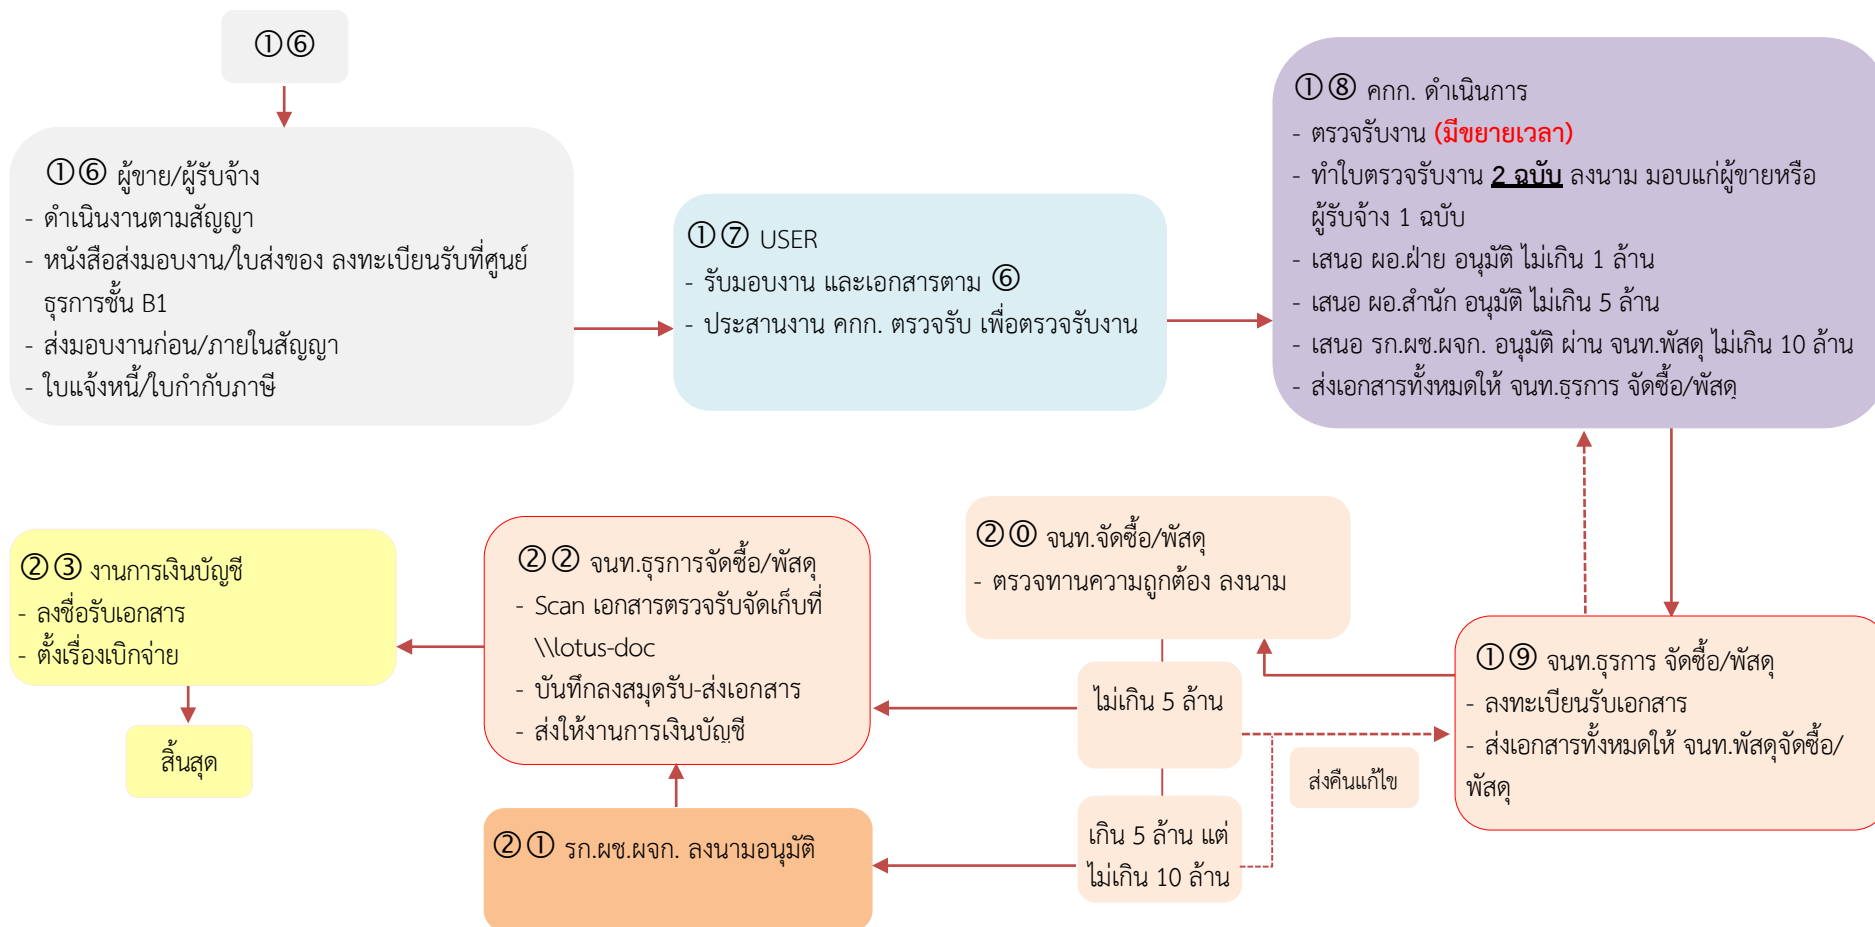 ①⑥
①⑥ ผู้ขาย/ผู้รับจ้าง
- ดำเนินงานตามสัญญา
- หนังสือส่งมอบงาน/ใบส่งของ ลงทะเบียนรับที่ศูนย์
ธุรการชั้น B1
- ส่งมอบงานก่อน/ภายในสัญญา
- ใบแจ้งหนี้/ใบกำกับภาษี
①⑦ USER
- รับมอบงาน และเอกสารตาม ⑥
- ประสานงาน คกก. ตรวจรับ เพื่อตรวจรับงาน
①⑧ คกก. ดำเนินการ
- ตรวจรับงาน (มีขยายเวลา)
- ทำใบตรวจรับงาน 2 ฉบับ ลงนาม มอบแก่ผู้ขายหรือ
ผู้รับจ้าง 1 ฉบับ
- เสนอ ผอ.ฝ่าย อนุมัติ ไม่เกิน 1 ล้าน
- เสนอ ผอ.สำนัก อนุมัติ ไม่เกิน 5 ล้าน
- เสนอ รก.ผช.ผจก. อนุมัติ ผ่าน จนท.พัสดุ ไม่เกิน 10 ล้าน
- ส่งเอกสารทั้งหมดให้ จนท.ธุรการ จัดซื้อ/พัสดุ
①⑨ จนท.ธุรการ จัดซื้อ/พัสดุ
- ลงทะเบียนรับเอกสาร
- ส่งเอกสารทั้งหมดให้ จนท.พัสดุจัดซื้อ/
พัสดุ
②⓪ จนท.จัดซื้อ/พัสดุ
- ตรวจทานความถูกต้อง ลงนาม
ไม่เกิน 5 ล้าน
ส่งคืนแก้ไข
เกิน 5 ล้าน แต่
ไม่เกิน 10 ล้าน
②① รก.ผช.ผจก. ลงนามอนุมัติ
②② จนท.ธุรการจัดซื้อ/พัสดุ
- Scan เอกสารตรวจรับจัดเก็บที่
\\lotus-doc
- บันทึกลงสมุดรับ-ส่งเอกสาร
- ส่งให้งานการเงินบัญชี
②③ งานการเงินบัญชี
- ลงชื่อรับเอกสาร
- ตั้งเรื่องเบิกจ่าย
สิ้นสุด